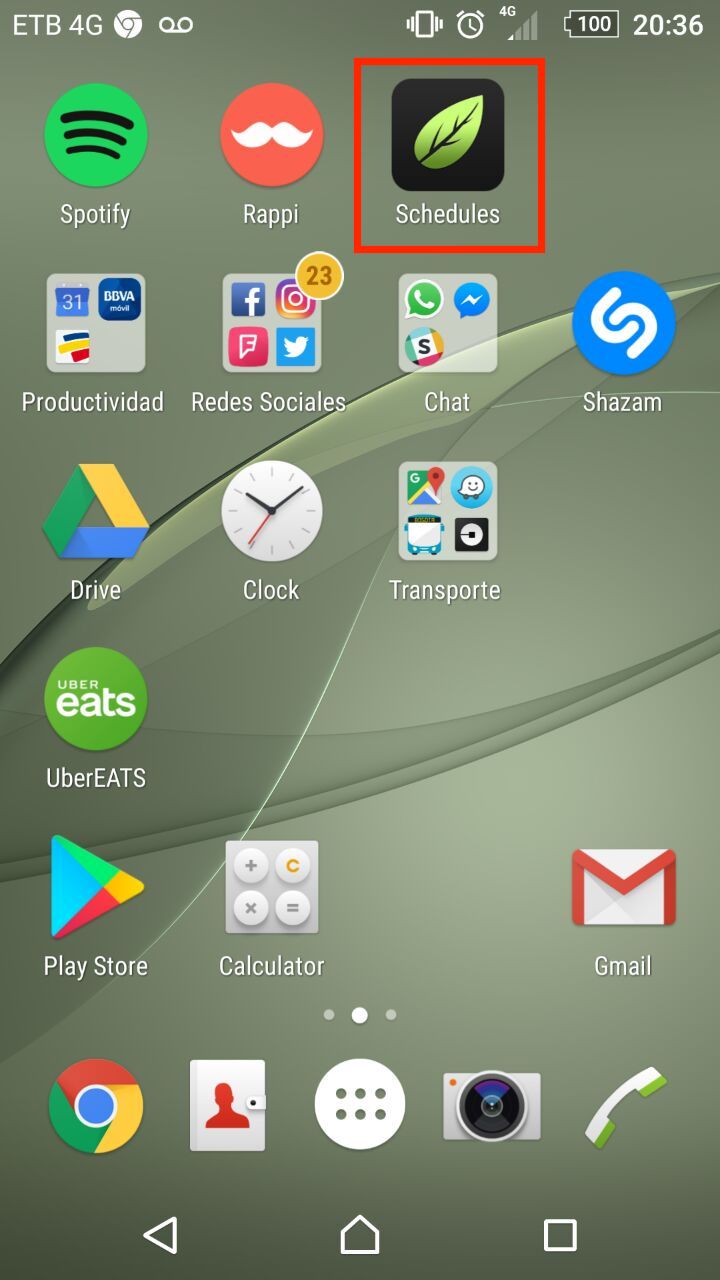 ETB 4G
4G
100
20:36
Spotify
Rappi
Schedules
31
BBVA
móvil
23
S
Productividad
Redes Sociales
Chat
Shazam
G
Drive
Clock
Transporte
UBER
eats
UberEATS
+
C
×
=
Play Store
Calculator
Gmail